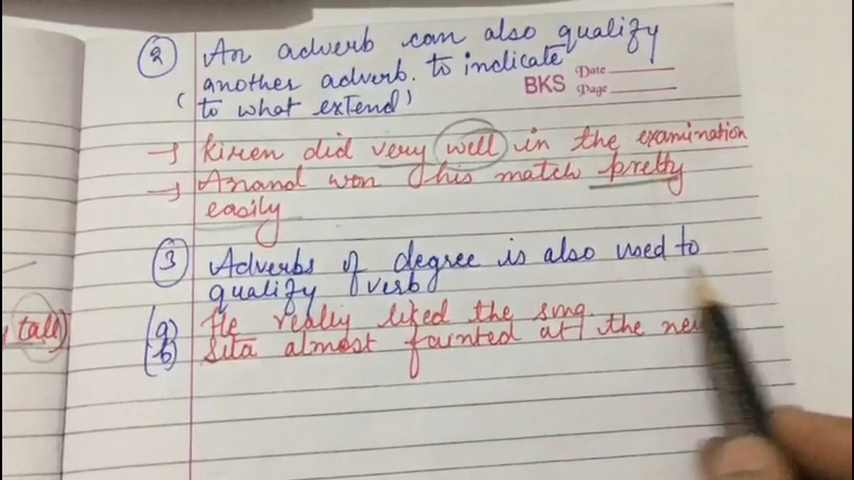 ② An adverb can also qualify
another adverb. to indicate
(to what extend)
BKS Date
Page
→ Kiren did very well in the examination
→ Anand won his match pretty
easily
③ Adverbs of degree is also used to
qualify verb
(a) He really liked the song.
(b) Sita almost fainted at the
tall)